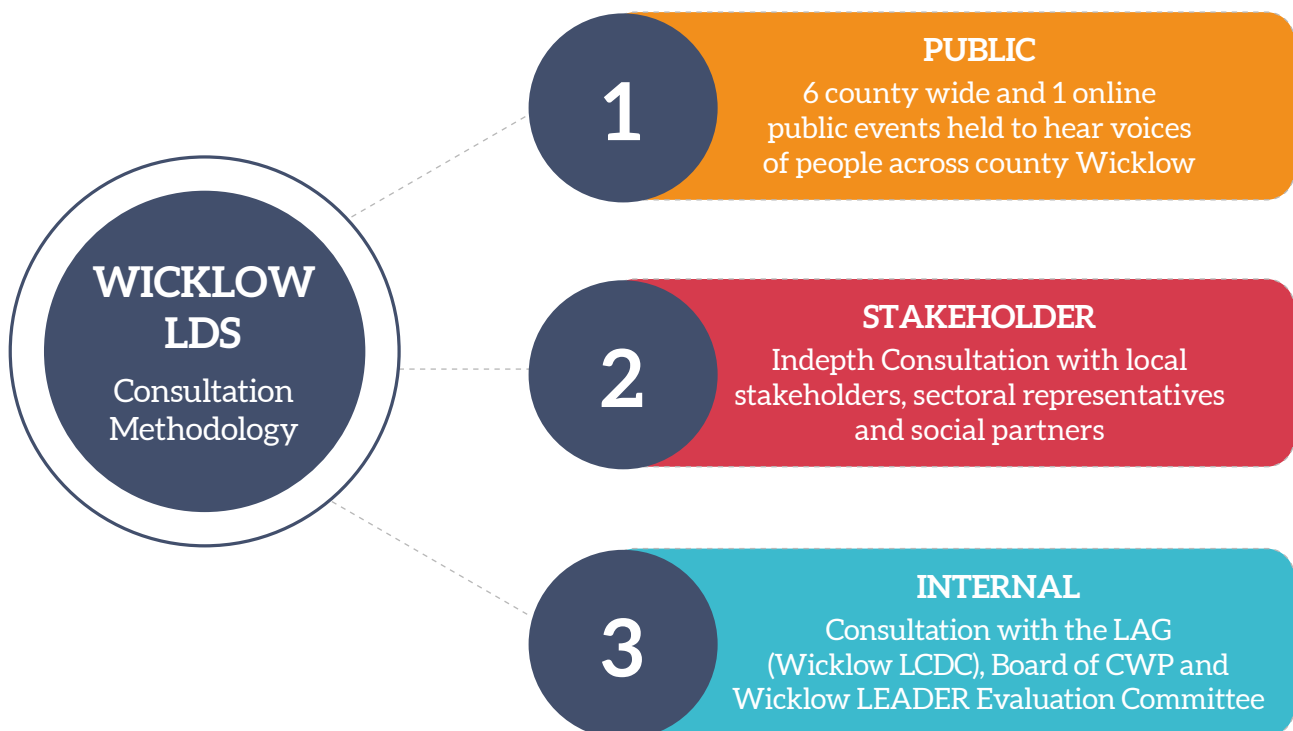 WICKLOW
LDS
Consultation
Methodology
1
PUBLIC
6 county wide and 1 online
public events held to hear voices
of people across county Wicklow
2
STAKEHOLDER
Indepth Consultation with local
stakeholders, sectoral representatives
and social partners
3
INTERNAL
Consultation with the LAG
(Wicklow LCDC), Board of CWP and
Wicklow LEADER Evaluation Committee